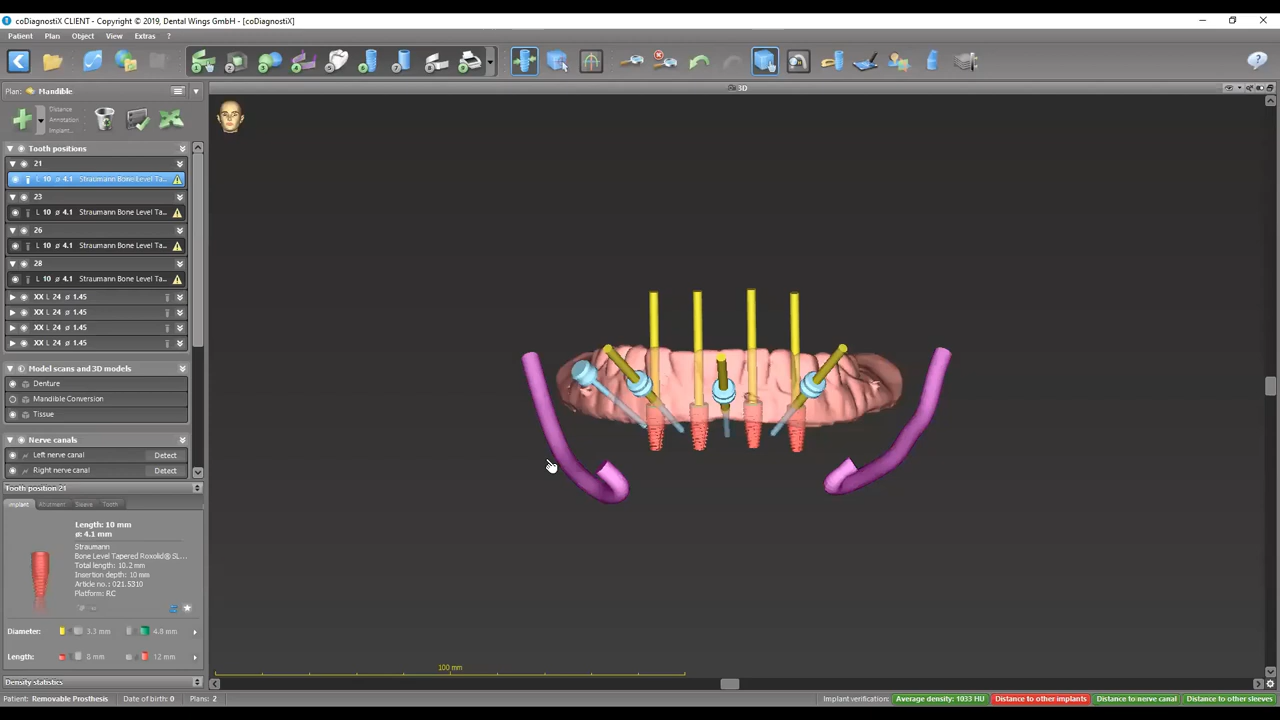 coDiagnostiX CLIENT - Copyright © 2019, Dental Wings GmbH - [coDiagnostiX]
Patient Plan Object View Extras ?
Plan: Mandible
3D
Distance
Annotation
Implant...
Tooth positions
21
L 10 ø 4.1 Straumann Bone Level Ta...
23
L 10 ø 4.1 Straumann Bone Level Ta...
26
L 10 ø 4.1 Straumann Bone Level Ta...
28
L 10 ø 4.1 Straumann Bone Level Ta...
XX L 24 ø 1.45
XX L 24 ø 1.45
XX L 24 ø 1.45
XX L 24 ø 1.45
Model scans and 3D models
Denture
Mandible Conversion
Tissue
Nerve canals
Left nerve canal Detect
Right nerve canal Detect
Tooth position 21
Implant Abutment Sleeve Tooth
Length: 10 mm
ø: 4.1 mm
Straumann
Bone Level Tapered Roxolid® SL...
Total length: 10.2 mm
Insertion depth: 10 mm
Article no.: 021.5310
Platform: RC
Diameter: 3.3 mm 4.8 mm
Length: 8 mm 12 mm
100 mm
Density statistics
Patient: Removable Prosthesis Date of birth: 0 Plans: 2 Implant verification: Average density: 1033 HU Distance to other implants Distance to nerve canal Distance to other sleeves